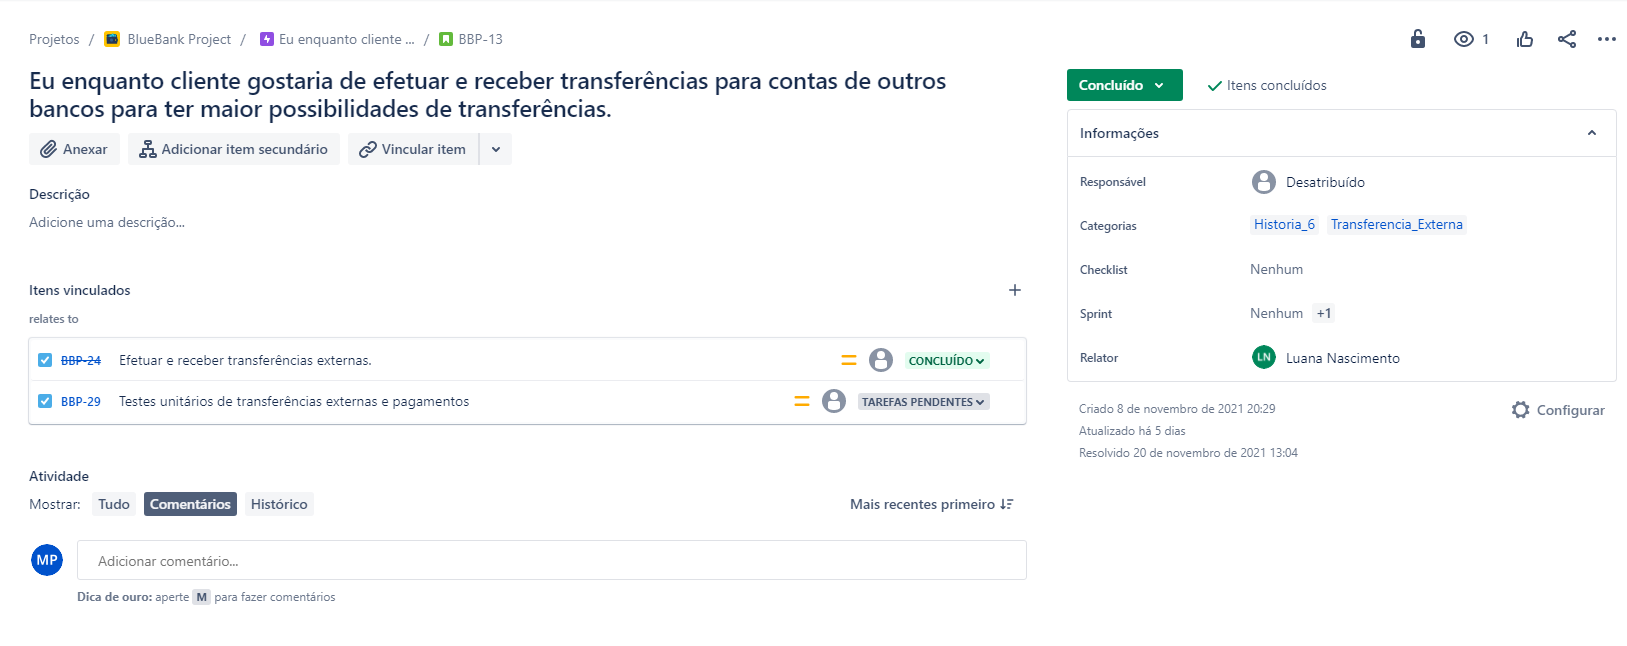 Projetos / BlueBank Project / Eu enquanto cliente ... / BBP-13
1
Eu enquanto cliente gostaria de efetuar e receber transferências para contas de outros
bancos para ter maior possibilidades de transferências.
Anexar
Adicionar item secundário
Vincular item
Descrição
Adicione uma descrição...
Itens vinculados
relates to
BBP-24 Efetuar e receber transferências externas. CONCLUÍDO
BBP-29 Testes unitários de transferências externas e pagamentos TAREFAS PENDENTES
Atividade
Mostrar: Tudo Comentários Histórico Mais recentes primeiro
MP Adicionar comentário...
Dica de ouro: aperte M para fazer comentários
Concluído Itens concluídos
Informações
Responsável Desatribuído
Categorias Historia_6 Transferencia_Externa
Checklist Nenhum
Sprint Nenhum +1
Relator LN Luana Nascimento
Criado 8 de novembro de 2021 20:29
Configurar
Atualizado há 5 dias
Resolvido 20 de novembro de 2021 13:04